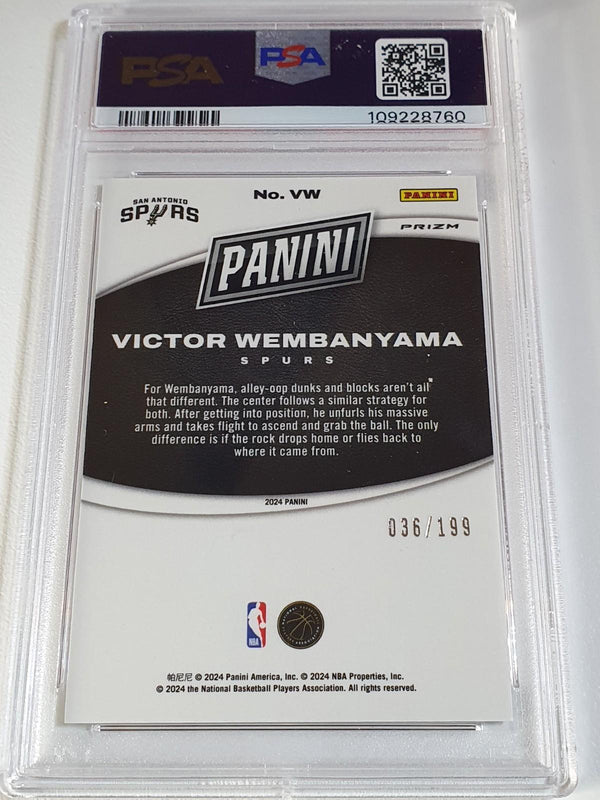 PSA
PSA
109228760
SAN ANTONIO
SPURS
No. VW
PANINI
PRIZM
PANINI
VICTOR WEMBANYAMA
SPURS
For Wembanyama, alley-oop dunks and blocks aren't all
that different. The center follows a similar strategy for
both. After getting into position, he unfurls his massive
arms and takes flight to ascend and grab the ball. The only
difference is if the rock drops home or flies back to
where it came from.
2024 PANINI
036/199
NBA
帕尼尼 © 2024 Panini America, Inc. © 2024 NBA Properties, Inc.
© 2024 the National Basketball Players Association. All rights reserved.